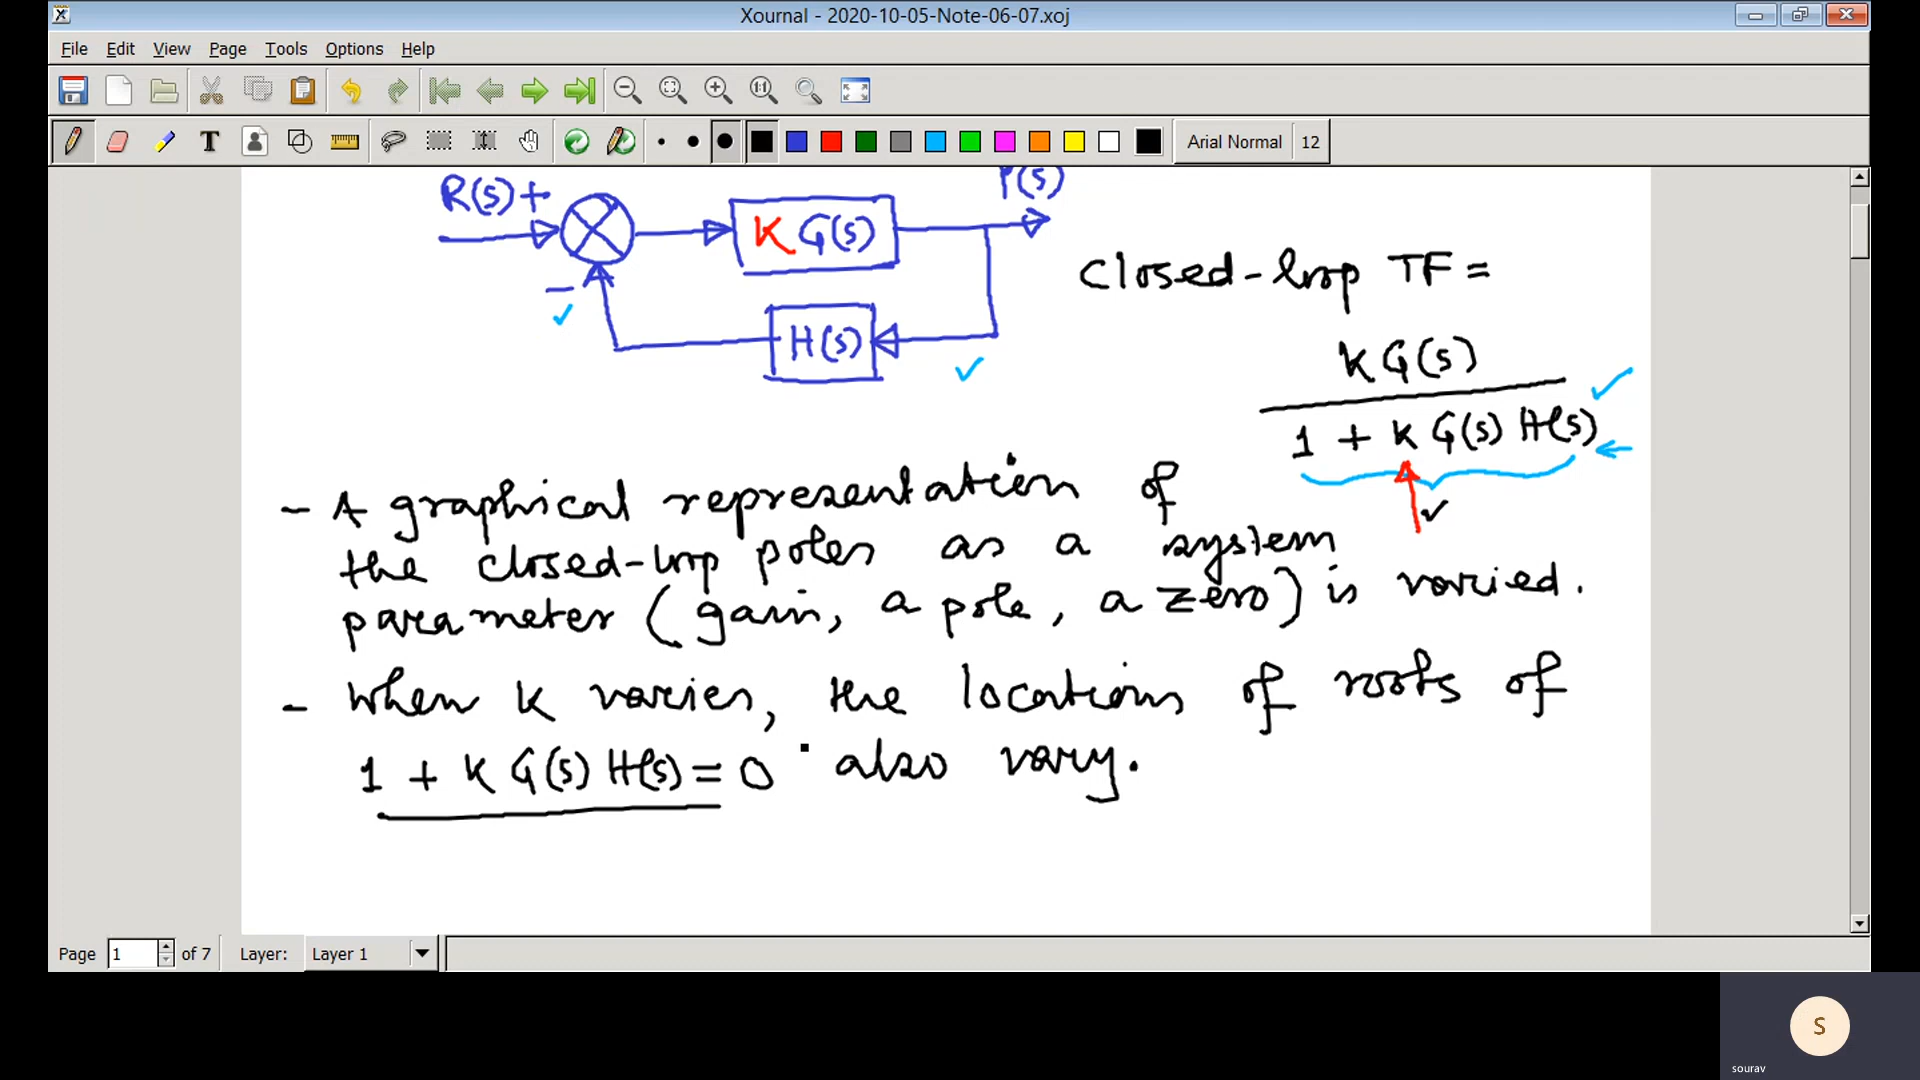 Xournal - 2020-10-05-Note-06-07.xoj
File Edit View Page Tools Options Help
Arial Normal 12
R(s) +
K G(s)
Y(s)
−
H(s)
Closed-loop TF =
K G(s)
1 + K G(s) H(s)
- A graphical representation of
the closed-loop poles as a system
parameter (gain, a pole, a zero) is varied.
- When K varies, the locations of roots of
1 + K G(s) H(s) = 0 also vary.
Page 1 of 7 Layer: Layer 1
S
sourav